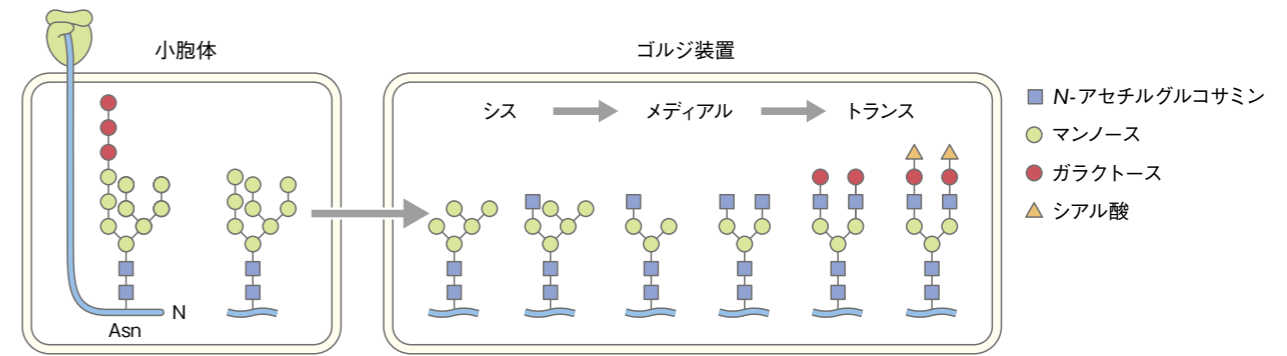 小胞体
ゴルジ装置
シス
メディアル
トランス
N
Asn
N-アセチルグルコサミン
マンノース
ガラクトース
シアル酸